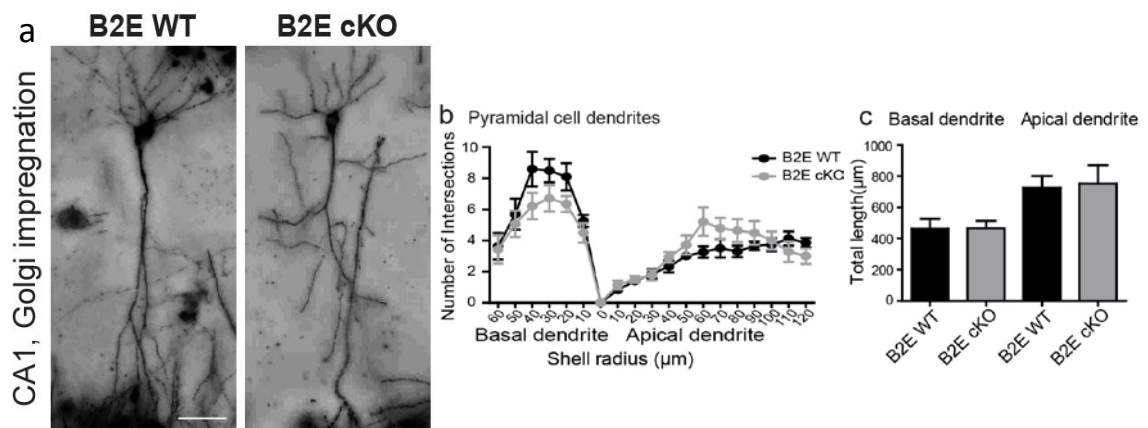 a
B2E WT
B2E cKO
CA1, Golgi impregnation
b
Pyramidal cell dendrites
Number of Intersections
10
8
6
4
2
0
B2E WT
B2E cKO
60 50 40 30 20 10 0 10 20 30 40 50 60 70 80 90 100 110 120
Basal dendrite
Apical dendrite
Shell radius (μm)
c
Basal dendrite
Apical dendrite
Total length(μm)
1000
800
600
400
200
0
B2E WT
B2E cKO
B2E WT
B2E cKO